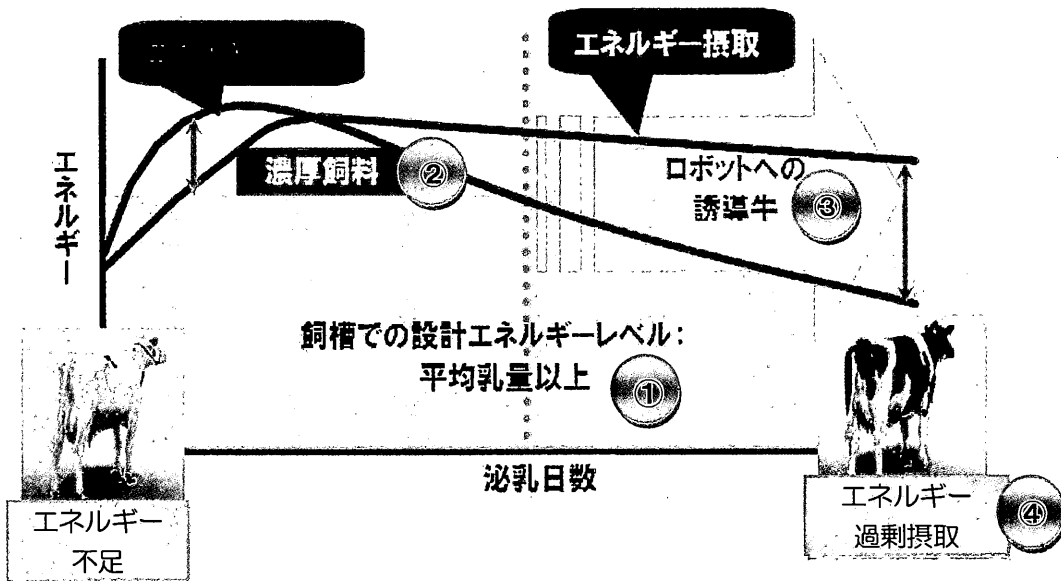 エネルギー摂取
エネルギー
濃厚飼料 ②
ロボットへの
誘導牛 ③
飼槽での設計エネルギーレベル:
平均乳量以上 ①
泌乳日数
エネルギー
不足
エネルギー
過剰摂取 ④